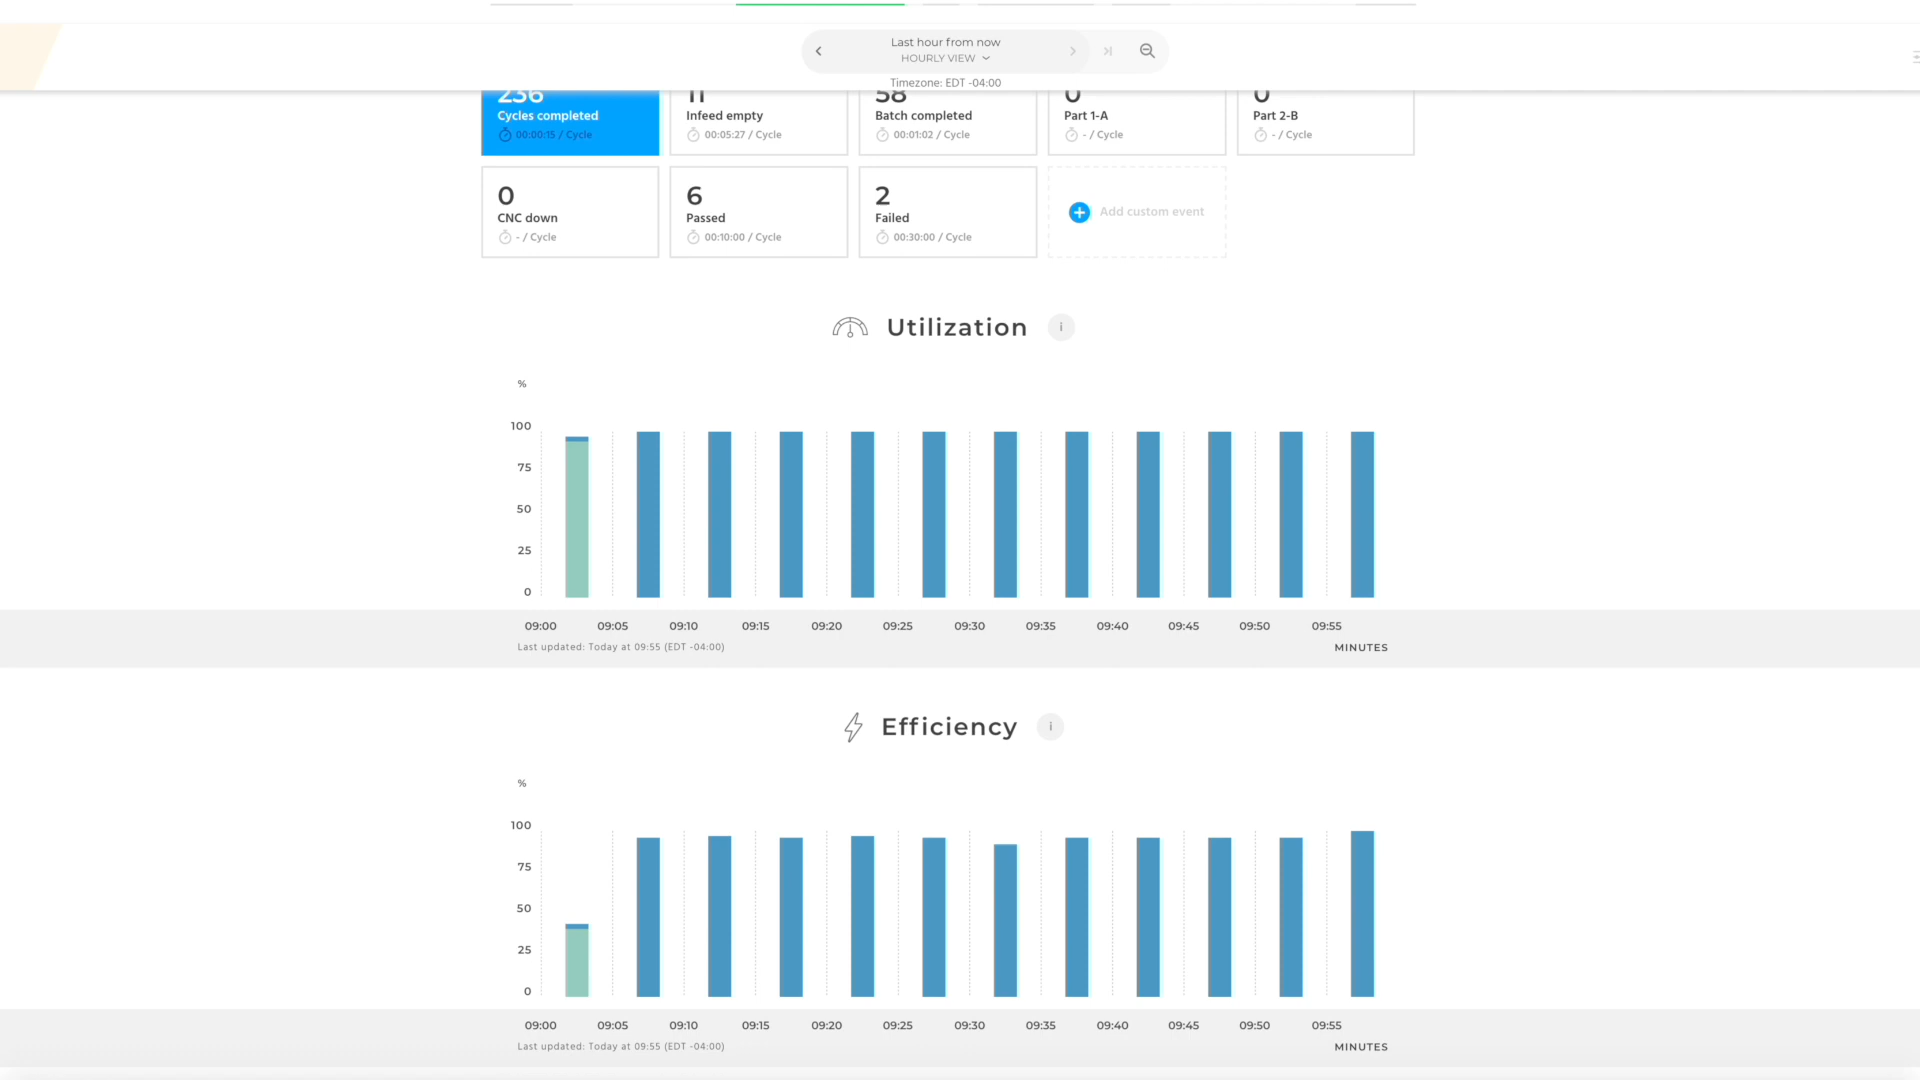 Last hour from now
HOURLY VIEW
Timezone: EDT -04:00
236 11 58 0 0
Cycles completed Infeed empty Batch completed Part 1-A Part 2-B
00:00:15 / Cycle 00:05:27 / Cycle 00:01:02 / Cycle - / Cycle - / Cycle
0 6 2
CNC down Passed Failed Add custom event
- / Cycle 00:10:00 / Cycle 00:30:00 / Cycle
Utilization i
%
100
75
50
25
0
09:00 09:05 09:10 09:15 09:20 09:25 09:30 09:35 09:40 09:45 09:50 09:55
Last updated: Today at 09:55 (EDT -04:00) MINUTES
Efficiency i
%
100
75
50
25
0
09:00 09:05 09:10 09:15 09:20 09:25 09:30 09:35 09:40 09:45 09:50 09:55
Last updated: Today at 09:55 (EDT -04:00) MINUTES